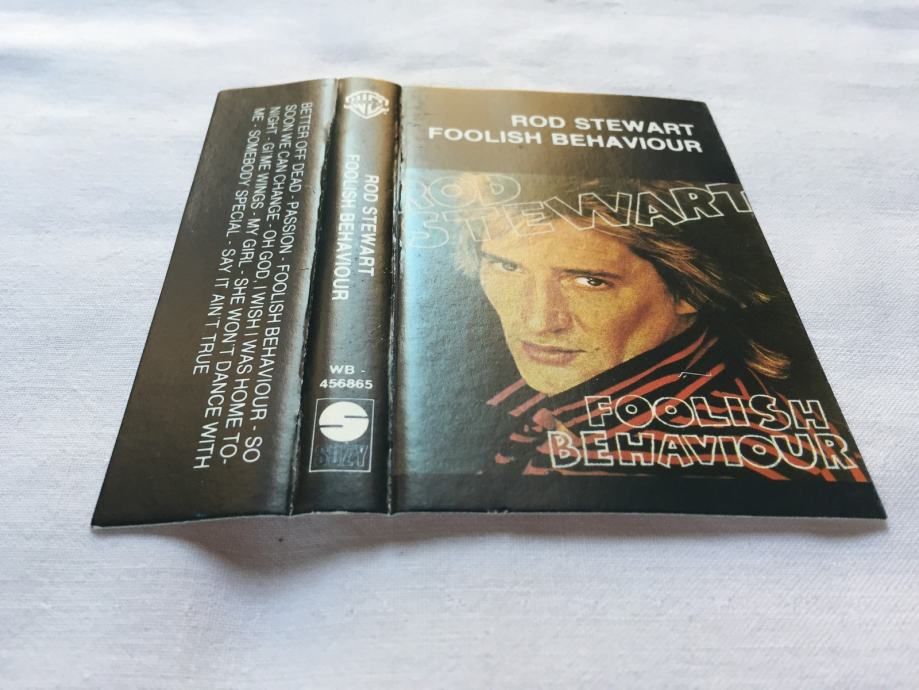 BETTER OFF DEAD - PASSION - FOOLISH BEHAVIOUR - SO
SOON WE CAN CHANGE - OH GOD, I WISH I WAS HOME TO-
NIGHT - GI ME WINGS - MY GIRL - SHE WON'T DANCE WITH
ME - SOMEBODY SPECIAL - SAY IT AIN'T TRUE
ROD STEWART
FOOLISH BEHAVIOUR
WB -
456865
S
SUZY
ROD STEWART
FOOLISH BEHAVIOUR
ROD
STEWART
FOOLISH
BEHAVIOUR